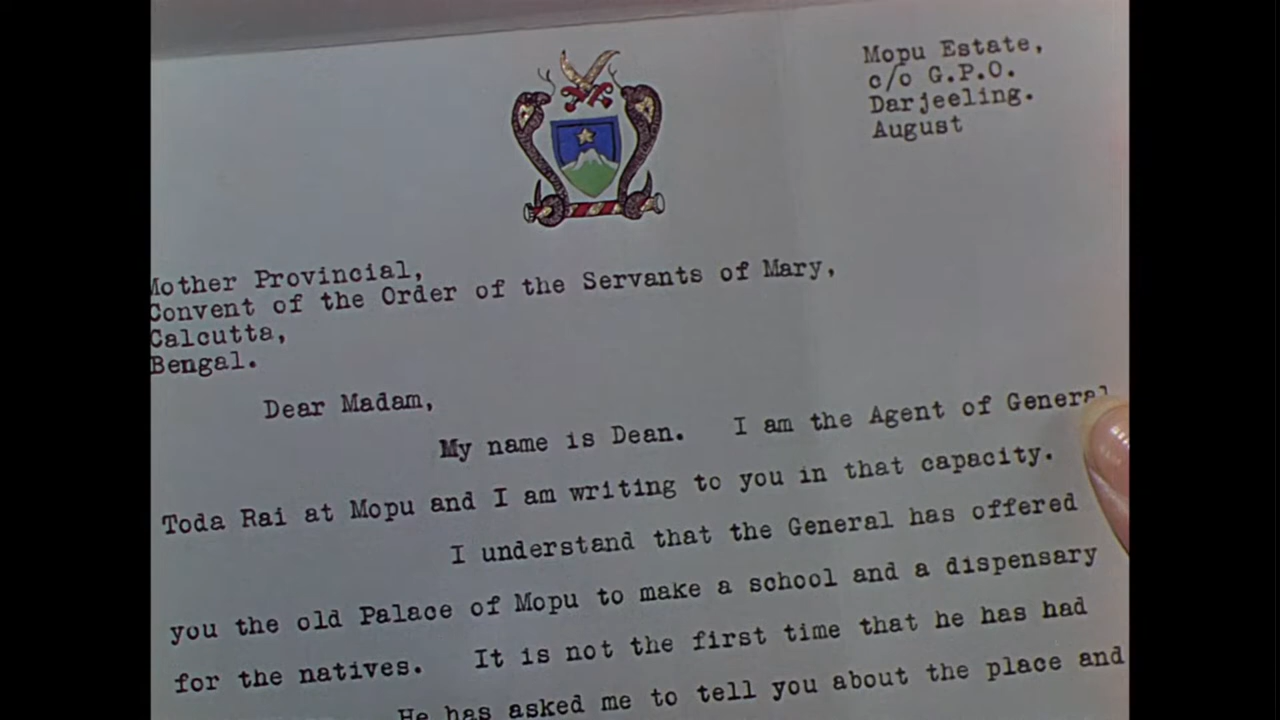 Mopu Estate,
c/o G.P.O.
Darjeeling.
August
Mother Provincial,
Convent of the Order of the Servants of Mary,
Calcutta,
Bengal.
Dear Madam,
My name is Dean. I am the Agent of General
Toda Rai at Mopu and I am writing to you in that capacity.
I understand that the General has offered
you the old Palace of Mopu to make a school and a dispensary
for the natives. It is not the first time that he has had
He has asked me to tell you about the place and